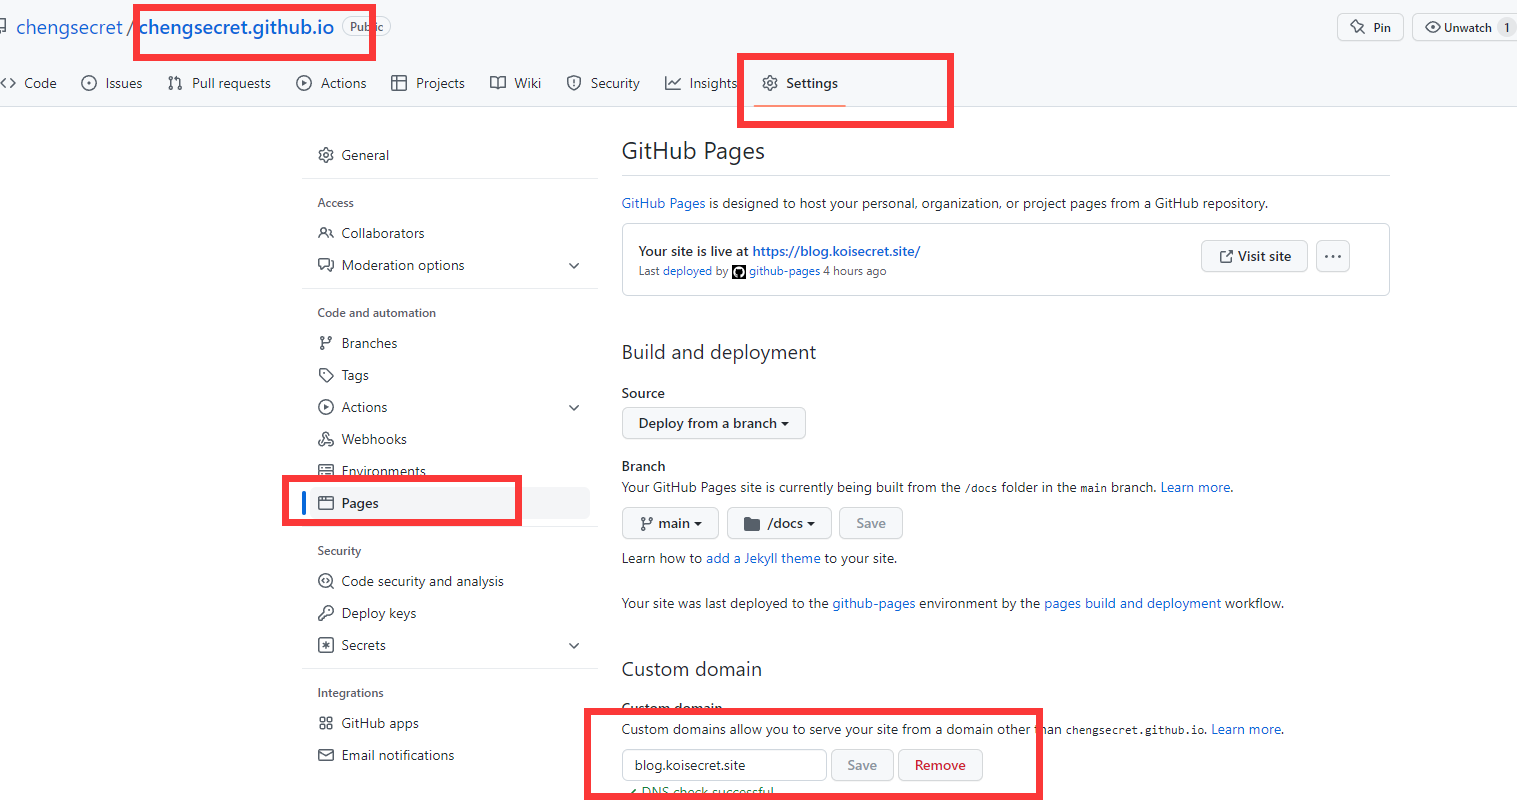 chengsecret / chengsecret.github.io Public
Pin
Unwatch 1
Code
Issues
Pull requests
Actions
Projects
Wiki
Security
Insights
Settings
General
Access
Collaborators
Moderation options
Code and automation
Branches
Tags
Actions
Webhooks
Environments
Pages
Security
Code security and analysis
Deploy keys
Secrets
Integrations
GitHub apps
Email notifications
GitHub Pages
GitHub Pages is designed to host your personal, organization, or project pages from a GitHub repository.
Your site is live at https://blog.koisecret.site/
Last deployed by github-pages 4 hours ago
Visit site
Build and deployment
Source
Deploy from a branch
Branch
Your GitHub Pages site is currently being built from the /docs folder in the main branch. Learn more.
main
/docs
Save
Learn how to add a Jekyll theme to your site.
Your site was last deployed to the github-pages environment by the pages build and deployment workflow.
Custom domain
Custom domain
Custom domains allow you to serve your site from a domain other than chengsecret.github.io. Learn more.
blog.koisecret.site
Save
Remove
DNS check successful